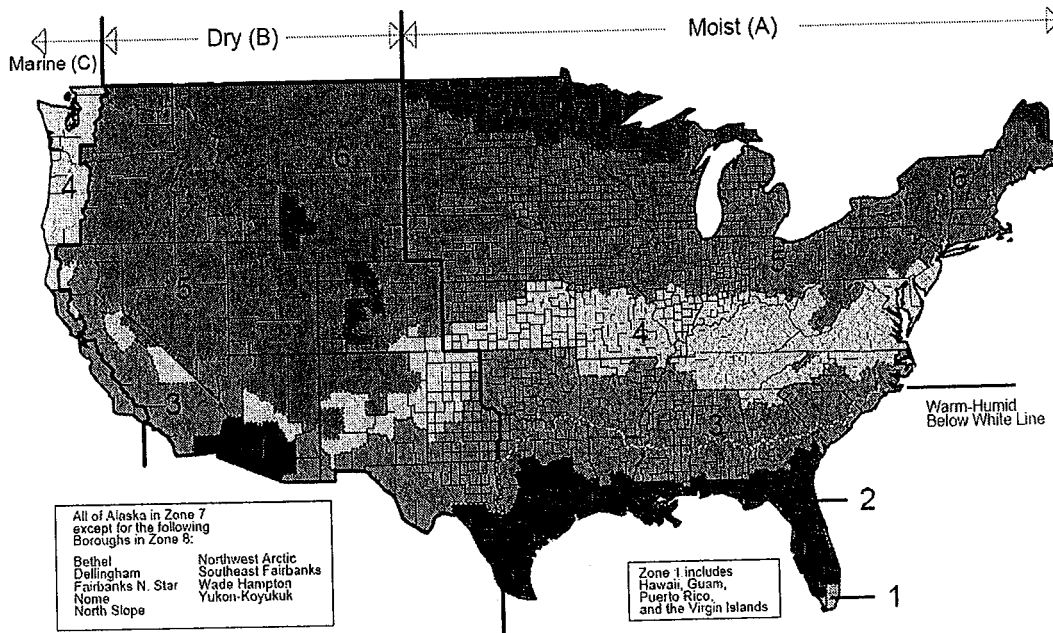 Marine (C)
Dry (B)
Moist (A)
6
4
5
3
6
5
4
3
Warm-Humid
Below White Line
2
1
All of Alaska in Zone 7
except for the following
Boroughs in Zone 8:
Bethel
Dellingham
Fairbanks N. Star
Nome
North Slope
Northwest Arctic
Southeast Fairbanks
Wade Hampton
Yukon-Koyukuk
Zone 1 includes
Hawaii, Guam,
Puerto Rico,
and the Virgin Islands